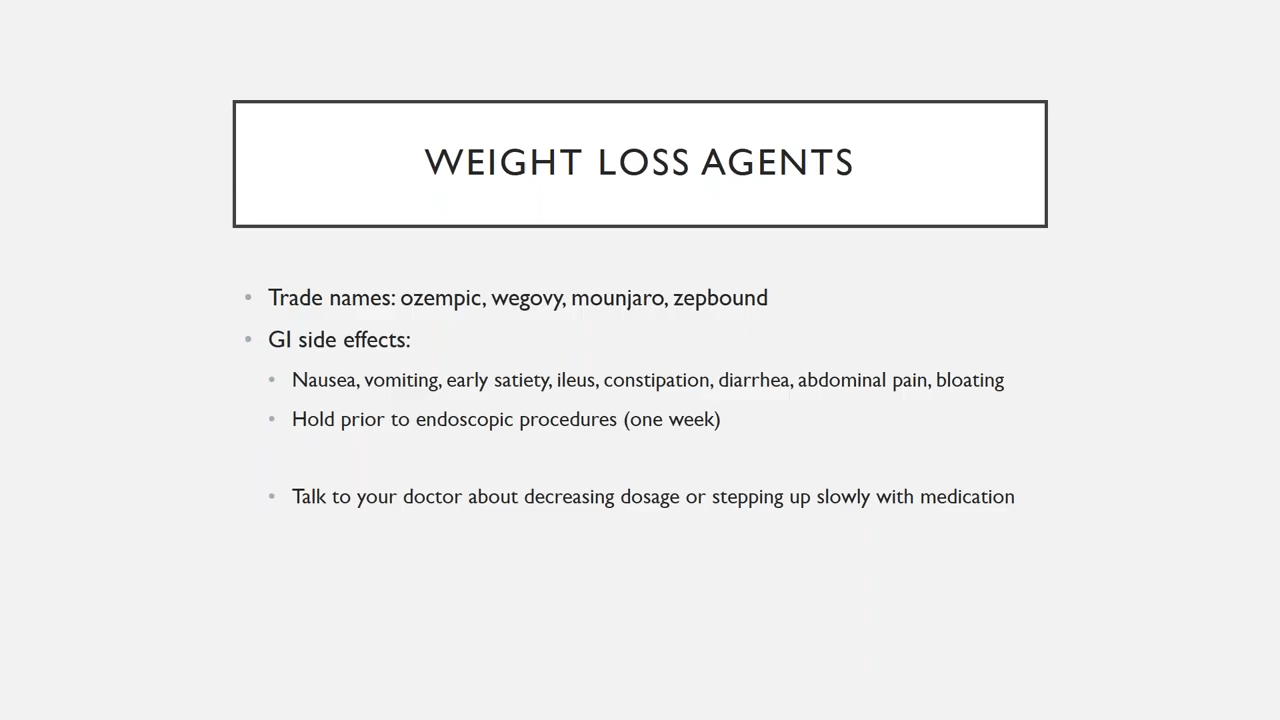 WEIGHT LOSS AGENTS
• Trade names: ozempic, wegovy, mounjaro, zepbound
• GI side effects:
• Nausea, vomiting, early satiety, ileus, constipation, diarrhea, abdominal pain, bloating
• Hold prior to endoscopic procedures (one week)
• Talk to your doctor about decreasing dosage or stepping up slowly with medication